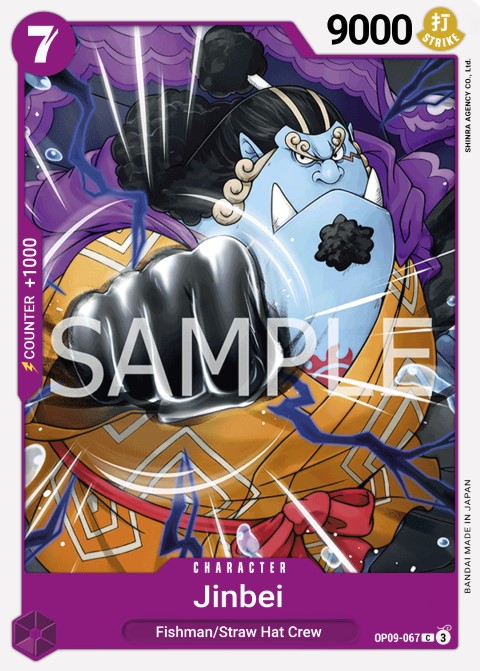 7
9000
打
STRIKE
SHINRA AGENCY CO., Ltd.
COUNTER +1000
SAMPLE
BANDAI MADE IN JAPAN
CHARACTER
Jinbei
Fishman/Straw Hat Crew
OP09-067 C 3